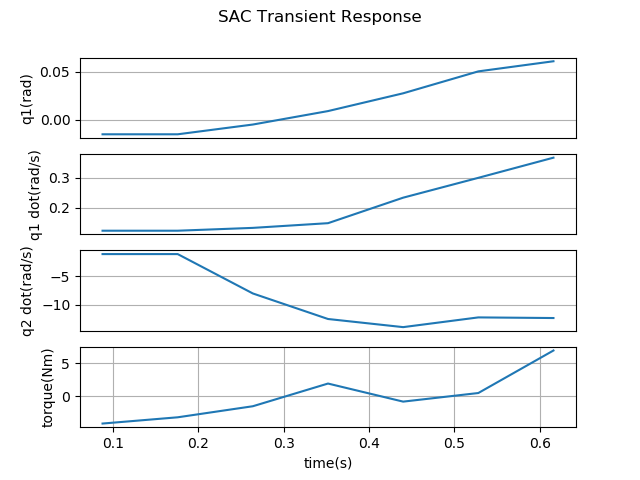 SAC Transient Response
0.05
0.00
q1(rad)
0.3
0.2
q1 dot(rad/s)
−5
−10
q2 dot(rad/s)
5
0
torque(Nm)
0.1 0.2 0.3 0.4 0.5 0.6
time(s)